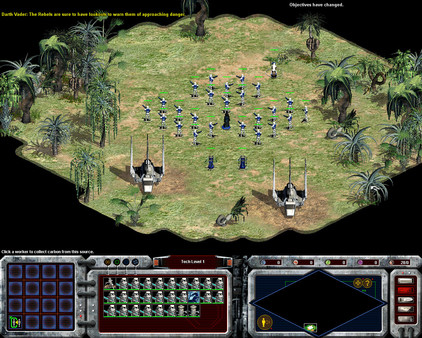 Objectives have changed.
Darth Vader: The Rebels are sure to have lookouts to warn them of approaching danger.
Click a worker to collect carbon from this source.
Tech Level 1